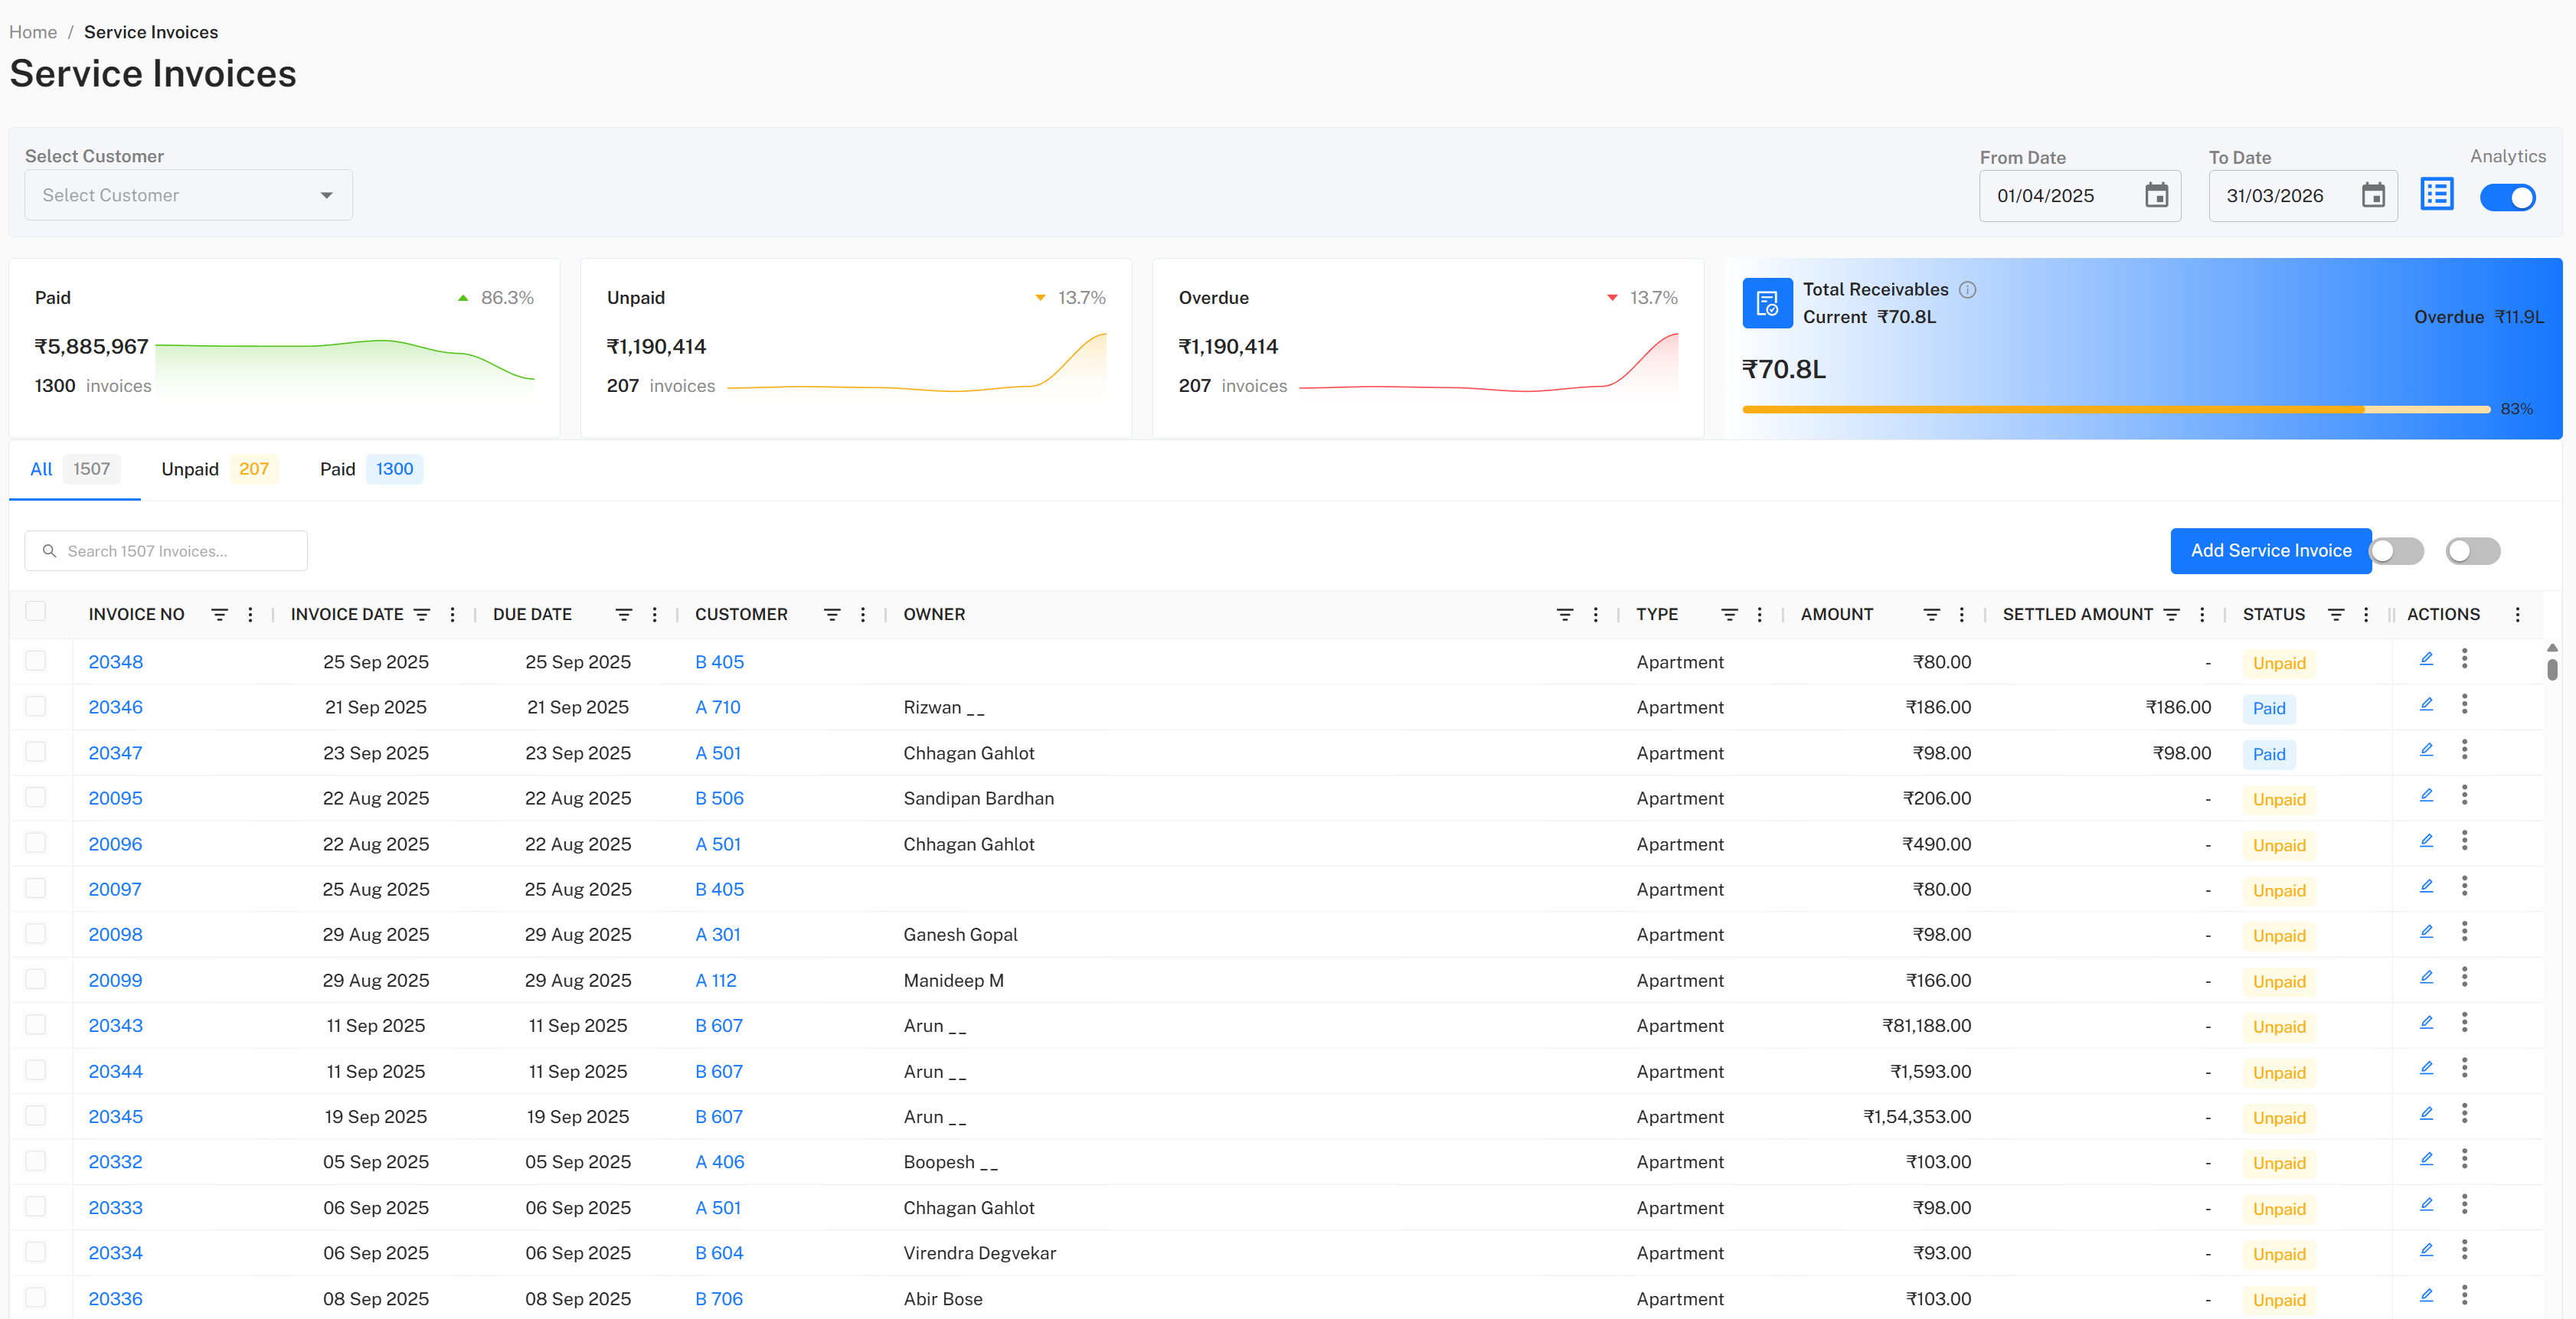 Home / Service Invoices
Service Invoices
Select Customer
Select Customer
From Date
01/04/2025
To Date
31/03/2026
Analytics
Paid
86.3%
₹5,885,967
1300 invoices
Unpaid
13.7%
₹1,190,414
207 invoices
Overdue
13.7%
₹1,190,414
207 invoices
Total Receivables
Current ₹70.8L
Overdue ₹11.9L
₹70.8L
83%
All 1507 Unpaid 207 Paid 1300
Search 1507 Invoices...
Add Service Invoice
INVOICE NO INVOICE DATE DUE DATE CUSTOMER OWNER TYPE AMOUNT SETTLED AMOUNT STATUS ACTIONS
20348 25 Sep 2025 25 Sep 2025 B 405 Apartment ₹80.00 - Unpaid
20346 21 Sep 2025 21 Sep 2025 A 710 Rizwan __ Apartment ₹186.00 ₹186.00 Paid
20347 23 Sep 2025 23 Sep 2025 A 501 Chhagan Gahlot Apartment ₹98.00 ₹98.00 Paid
20095 22 Aug 2025 22 Aug 2025 B 506 Sandipan Bardhan Apartment ₹206.00 - Unpaid
20096 22 Aug 2025 22 Aug 2025 A 501 Chhagan Gahlot Apartment ₹490.00 - Unpaid
20097 25 Aug 2025 25 Aug 2025 B 405 Apartment ₹80.00 - Unpaid
20098 29 Aug 2025 29 Aug 2025 A 301 Ganesh Gopal Apartment ₹98.00 - Unpaid
20099 29 Aug 2025 29 Aug 2025 A 112 Manideep M Apartment ₹166.00 - Unpaid
20343 11 Sep 2025 11 Sep 2025 B 607 Arun __ Apartment ₹81,188.00 - Unpaid
20344 11 Sep 2025 11 Sep 2025 B 607 Arun __ Apartment ₹1,593.00 - Unpaid
20345 19 Sep 2025 19 Sep 2025 B 607 Arun __ Apartment ₹1,54,353.00 - Unpaid
20332 05 Sep 2025 05 Sep 2025 A 406 Boopesh __ Apartment ₹103.00 - Unpaid
20333 06 Sep 2025 06 Sep 2025 A 501 Chhagan Gahlot Apartment ₹98.00 - Unpaid
20334 06 Sep 2025 06 Sep 2025 B 604 Virendra Degvekar Apartment ₹93.00 - Unpaid
20336 08 Sep 2025 08 Sep 2025 B 706 Abir Bose Apartment ₹103.00 - Unpaid